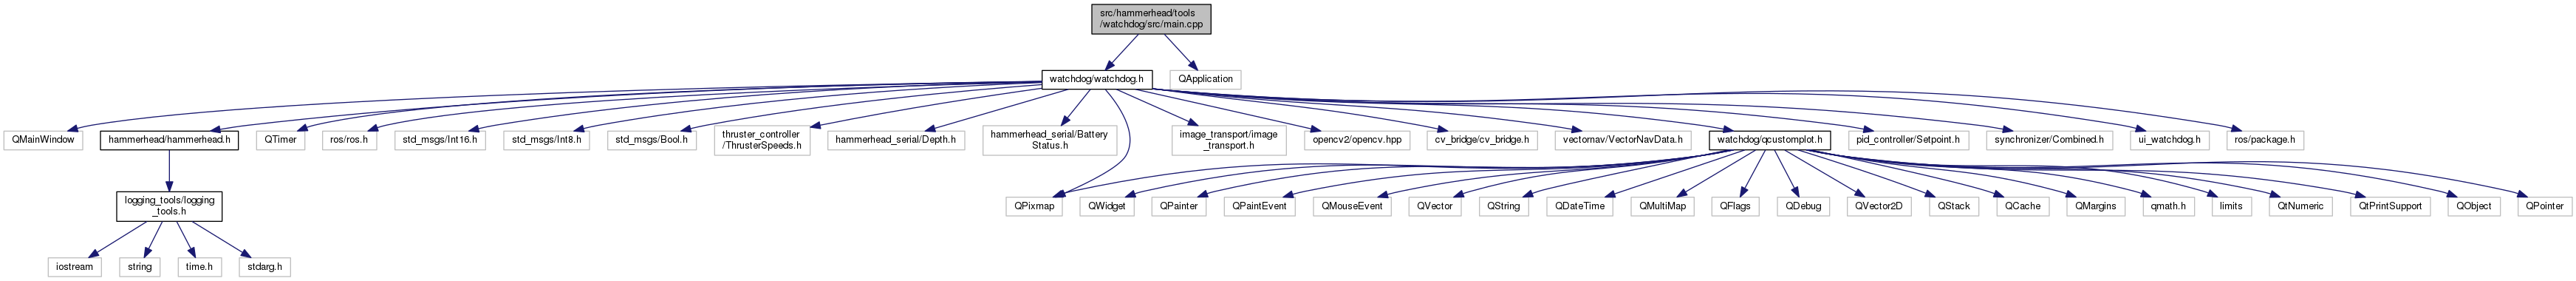 src/hammerhead/tools
/watchdog/src/main.cpp
watchdog/watchdog.h
QApplication
QMainWindow
hammerhead/hammerhead.h
QTimer
ros/ros.h
std_msgs/Int16.h
std_msgs/Int8.h
std_msgs/Bool.h
thruster_controller
/ThrusterSpeeds.h
hammerhead_serial/Depth.h
hammerhead_serial/Battery
Status.h
image_transport/image
_transport.h
opencv2/opencv.hpp
cv_bridge/cv_bridge.h
vectornav/VectorNavData.h
watchdog/qcustomplot.h
pid_controller/Setpoint.h
synchronizer/Combined.h
ui_watchdog.h
ros/package.h
logging_tools/logging
_tools.h
QPixmap
QWidget
QPainter
QPaintEvent
QMouseEvent
QVector
QString
QDateTime
QMultiMap
QFlags
QDebug
QVector2D
QStack
QCache
QMargins
qmath.h
limits
QtNumeric
QtPrintSupport
QObject
QPointer
iostream
string
time.h
stdarg.h